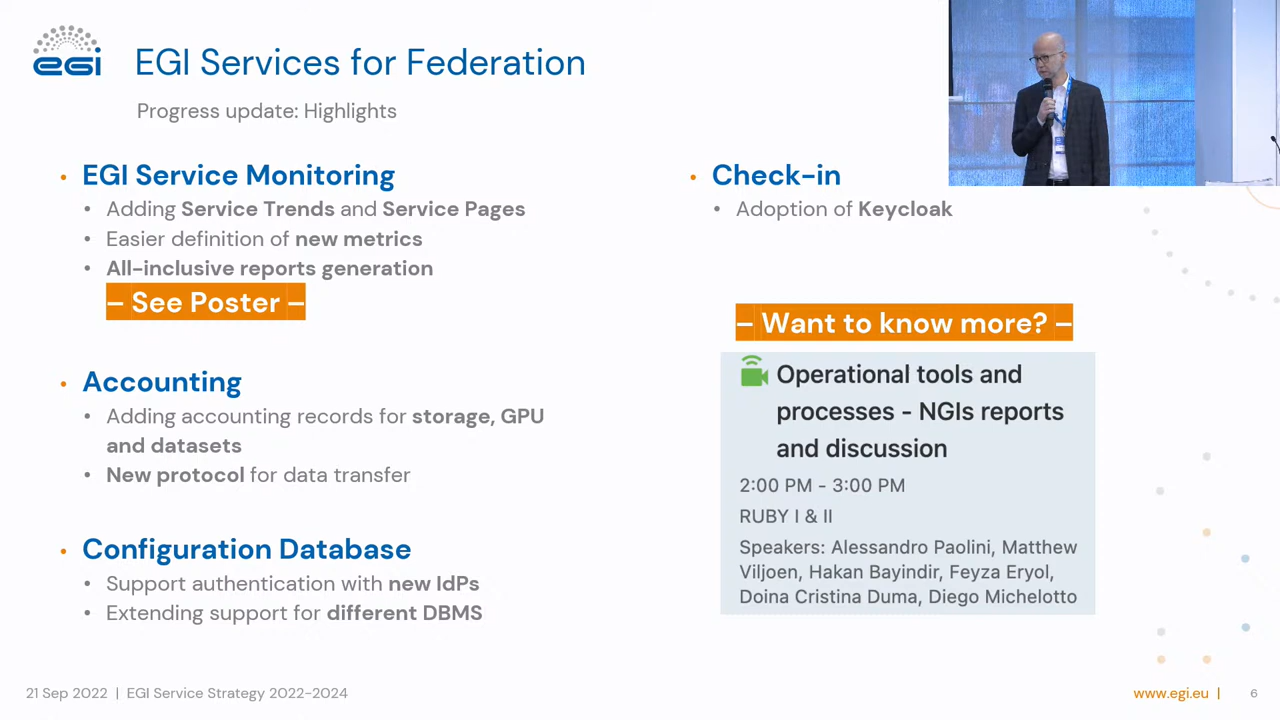 egi
EGI Services for Federation
Progress update: Highlights
• EGI Service Monitoring
• Adding Service Trends and Service Pages
• Easier definition of new metrics
• All-inclusive reports generation
– See Poster –
• Accounting
• Adding accounting records for storage, GPU
and datasets
• New protocol for data transfer
• Configuration Database
• Support authentication with new IdPs
• Extending support for different DBMS
• Check-in
• Adoption of Keycloak
– Want to know more? –
Operational tools and
processes - NGIs reports
and discussion
2:00 PM - 3:00 PM
RUBY I & II
Speakers: Alessandro Paolini, Matthew
Viljoen, Hakan Bayindir, Feyza Eryol,
Doina Cristina Duma, Diego Michelotto
21 Sep 2022 | EGI Service Strategy 2022-2024
www.egi.eu |
6